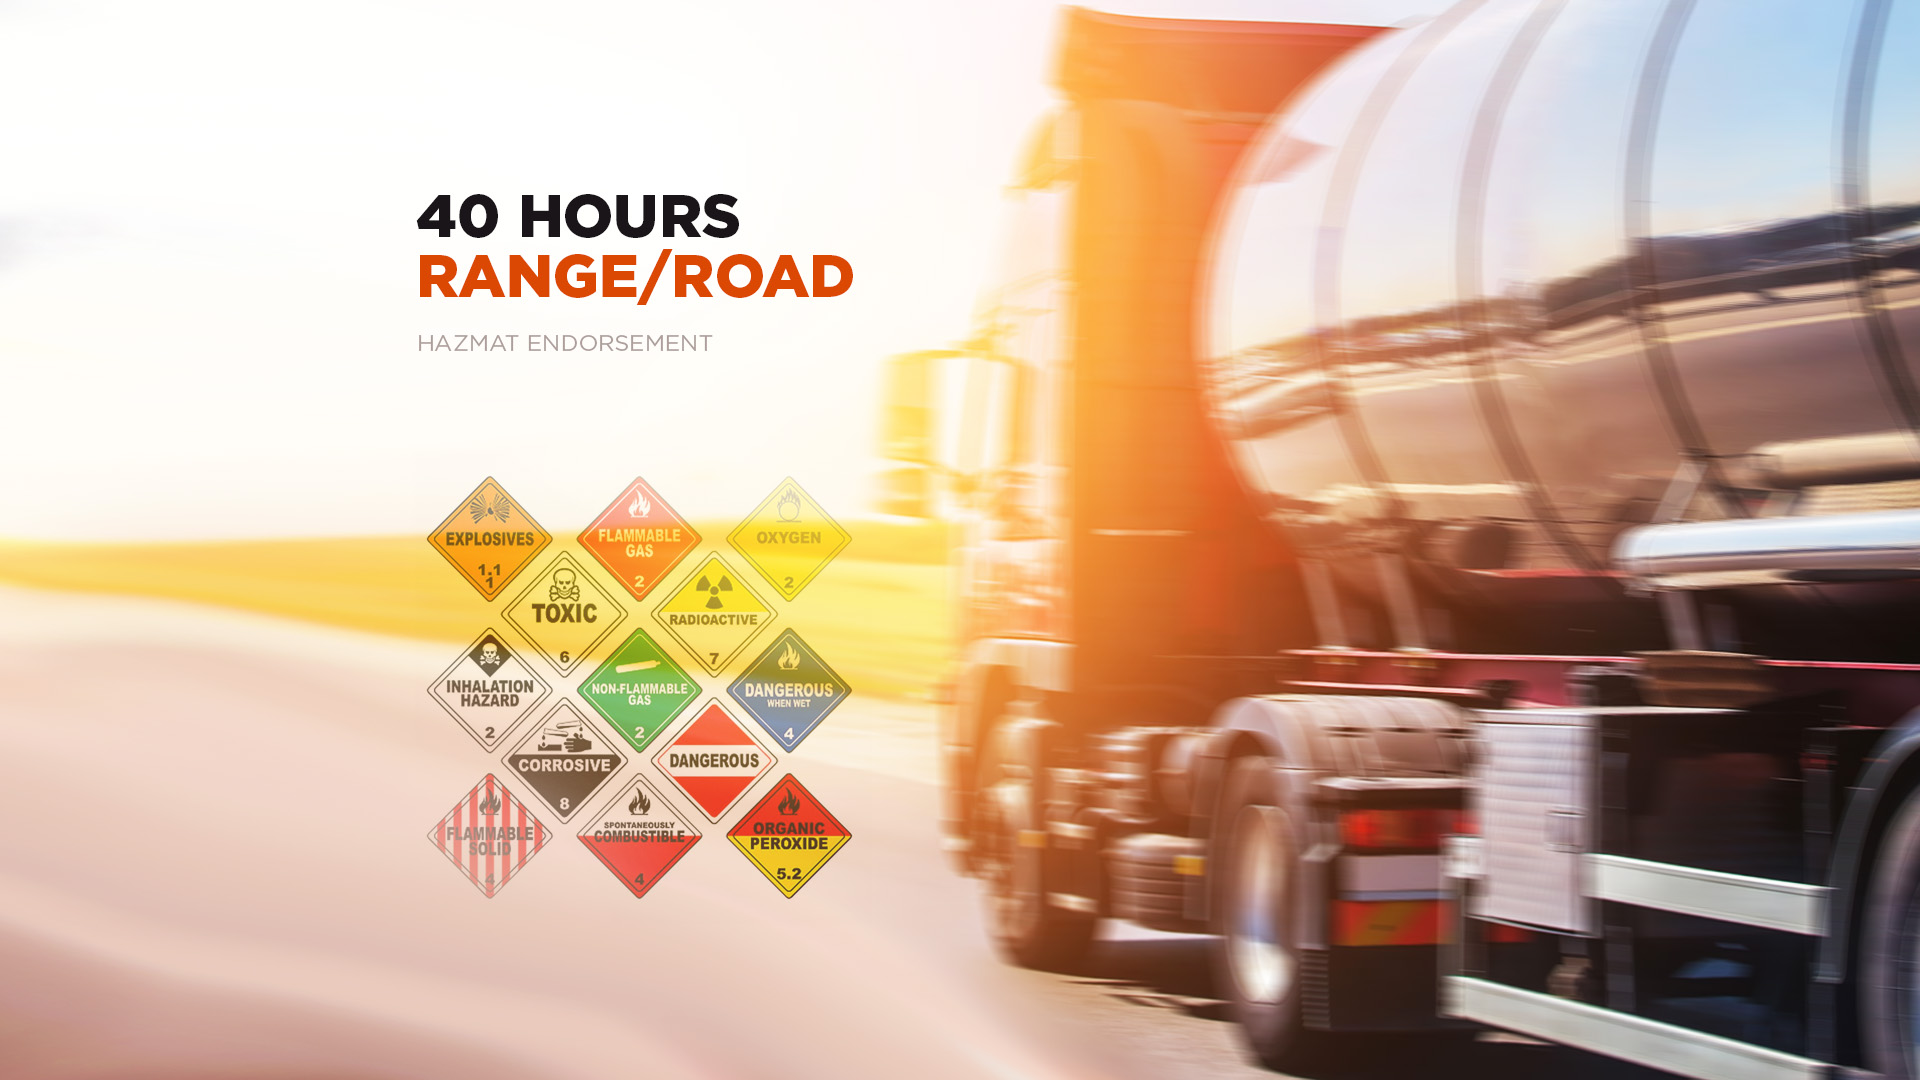 40 HOURS
RANGE/ROAD
HAZMAT ENDORSEMENT
EXPLOSIVES
1.1
1
FLAMMABLE
GAS
2
OXYGEN
2
TOXIC
6
RADIOACTIVE
7
INHALATION
HAZARD
2
NON-FLAMMABLE
GAS
2
DANGEROUS
WHEN WET
4
CORROSIVE
8
DANGEROUS
FLAMMABLE
SOLID
4
SPONTANEOUSLY
COMBUSTIBLE
4
ORGANIC
PEROXIDE
5.2